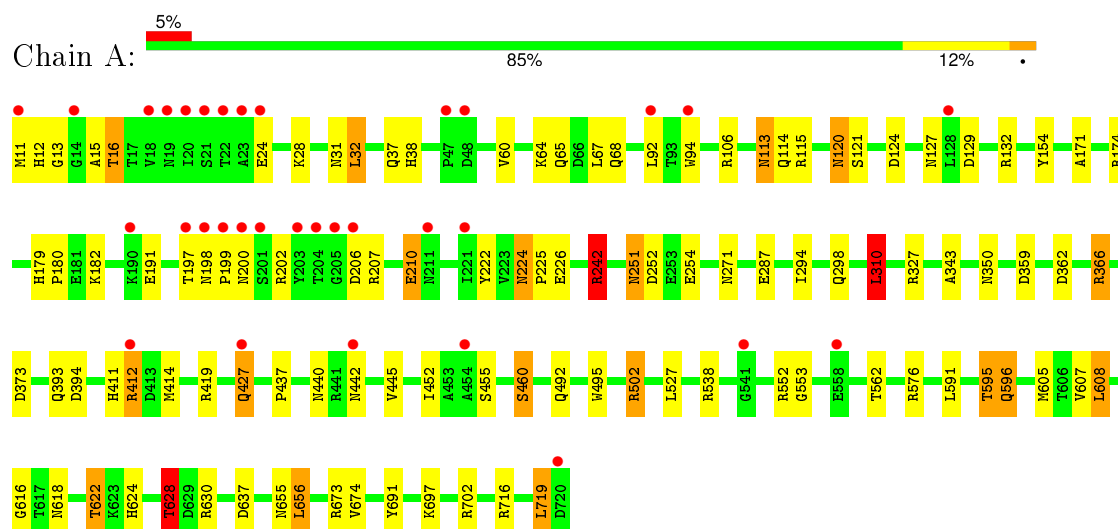 5%
Chain A:
85% 12% •
M11 H12 G13 G14 A15 T16 T17 V18 N19 I20 S21 T22 A23 E24 K28 N31 L32 Q37 H38 P47 D48 V60 K64 Q65 D66 L67 Q68 L92 T93 W94 R106 N113 Q114 R115 N120 S121 D124 N127 L128 D129 R132 Y154 A171 R174
H179 P180 E181 K182 K190 E191 T197 N198 P199 N200 S201 R202 Y203 T204 G205 D206 R207 E210 N211 I221 Y222 V223 N224 P225 E226 R242 N251 D252 E253 E254 N271 E287 I294 Q298 L310 R327 A343 N350 D359 D362 R366
D373 Q393 D394 H411 R412 D413 M414 R419 Q427 P437 N440 R441 N442 V445 I452 A453 A454 S455 S460 Q492 W495 R502 L527 R538 G541 R552 G553 E558 T562 R576 L591 T595 Q596 M605 T606 V607 L608
G616 T617 N618 T622 K623 H624 T628 D629 R630 D637 N655 L656 R673 V674 Y691 K697 R702 R716 L719 D720